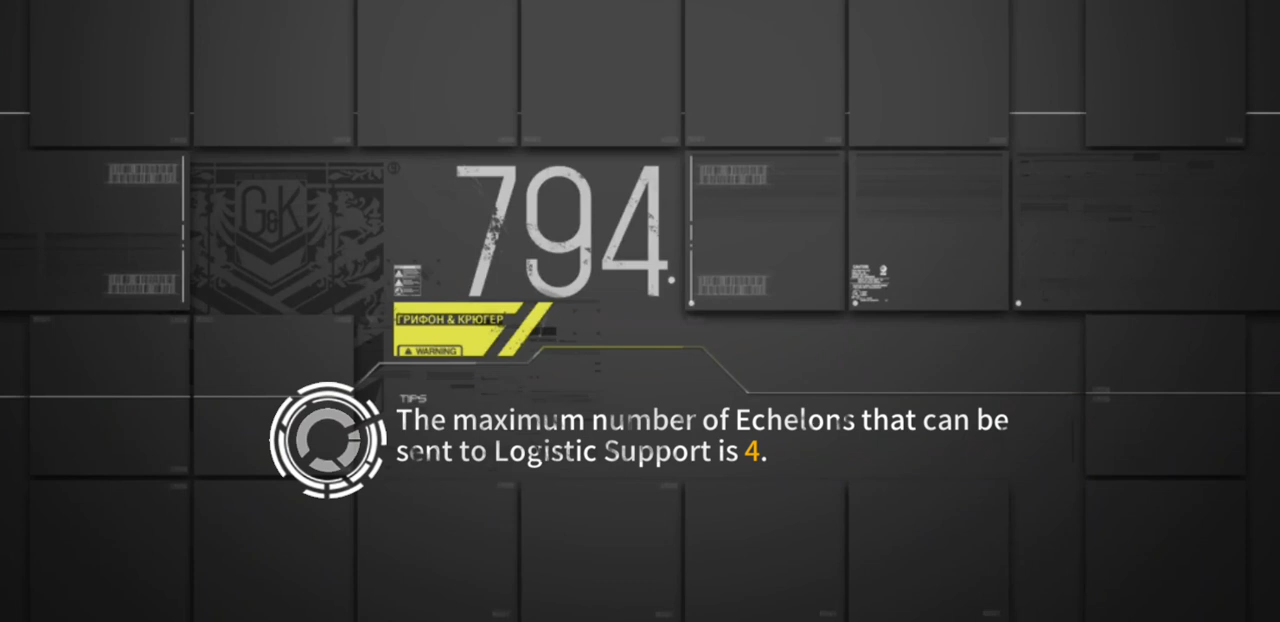 G&K
794.
ГРИФОН & КРЮГЕР
WARNING
TIPS
The maximum number of Echelons that can be
sent to Logistic Support is 4.